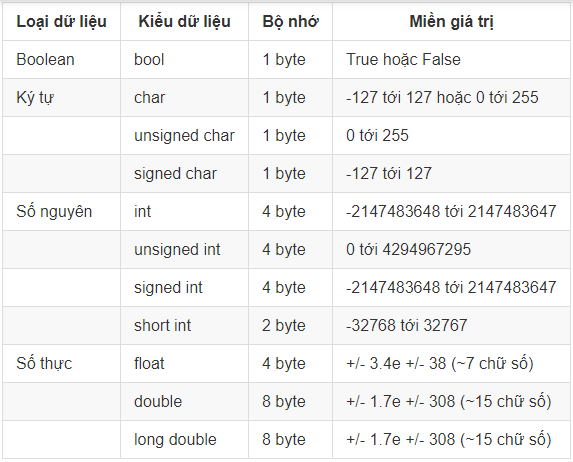 Loại dữ liệu Kiểu dữ liệu Bộ nhớ Miền giá trị
Boolean bool 1 byte True hoặc False
Ký tự char 1 byte -127 tới 127 hoặc 0 tới 255
unsigned char 1 byte 0 tới 255
signed char 1 byte -127 tới 127
Số nguyên int 4 byte -2147483648 tới 2147483647
unsigned int 4 byte 0 tới 4294967295
signed int 4 byte -2147483648 tới 2147483647
short int 2 byte -32768 tới 32767
Số thực float 4 byte +/- 3.4e +/- 38 (~7 chữ số)
double 8 byte +/- 1.7e +/- 308 (~15 chữ số)
long double 8 byte +/- 1.7e +/- 308 (~15 chữ số)